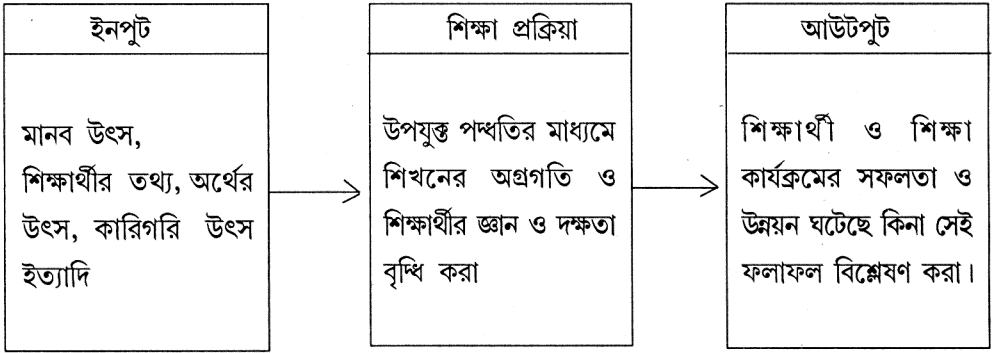 ইনপুট
মানব উৎস,
শিক্ষার্থীর তথ্য, অর্থের
উৎস, কারিগরি উৎস
ইত্যাদি
শিক্ষা প্রক্রিয়া
উপযুক্ত পদ্ধতির মাধ্যমে
শিখনের অগ্রগতি ও
শিক্ষার্থীর জ্ঞান ও দক্ষতা
বৃদ্ধি করা
আউটপুট
শিক্ষার্থী ও শিক্ষা
কার্যক্রমের সফলতা ও
উন্নয়ন ঘটেছে কিনা সেই
ফলাফল বিশ্লেষণ করা।